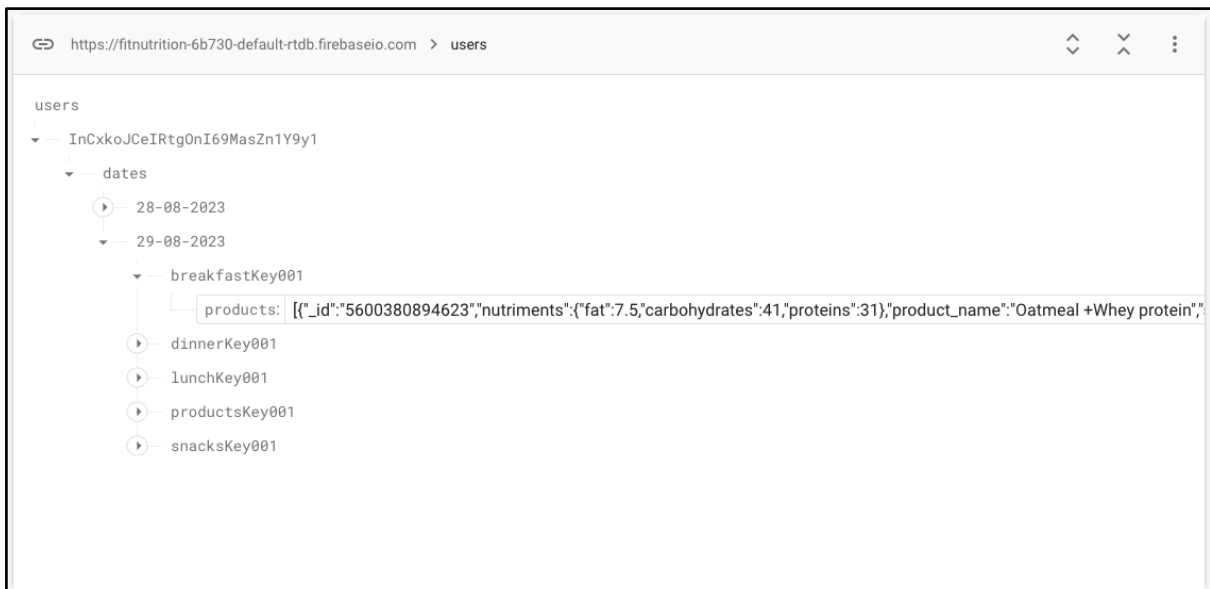 https://fitnutrition-6b730-default-rtdb.firebaseio.com > users
users
InCxkoJCeIRtgOnI69MasZn1Y9y1
dates
28-08-2023
29-08-2023
breakfastKey001
products: [{"_id":"5600380894623","nutriments":{"fat":7.5,"carbohydrates":41,"proteins":31},"product_name":"Oatmeal +Whey protein","
dinnerKey001
lunchKey001
productsKey001
snacksKey001